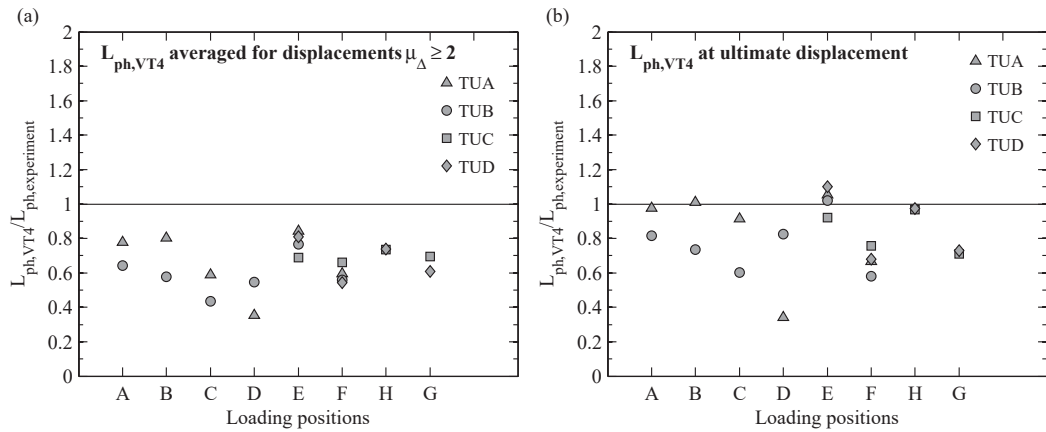 (a)
L_ph,VT4 averaged for displacements μ_Δ ≥ 2
TUA
TUB
TUC
TUD
2
1.8
1.6
1.4
1.2
1
0.8
0.6
0.4
0.2
0
L_ph,VT4/L_ph,experiment
A B C D E F H G
Loading positions
(b)
L_ph,VT4 at ultimate displacement
TUA
TUB
TUC
TUD
2
1.8
1.6
1.4
1.2
1
0.8
0.6
0.4
0.2
0
L_ph,VT4/L_ph,experiment
A B C D E F H G
Loading positions